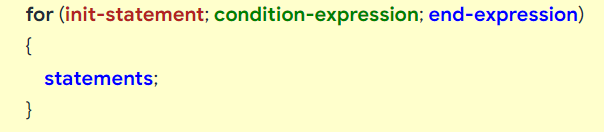 for (init-statement; condition-expression; end-expression)
{
statements;
}